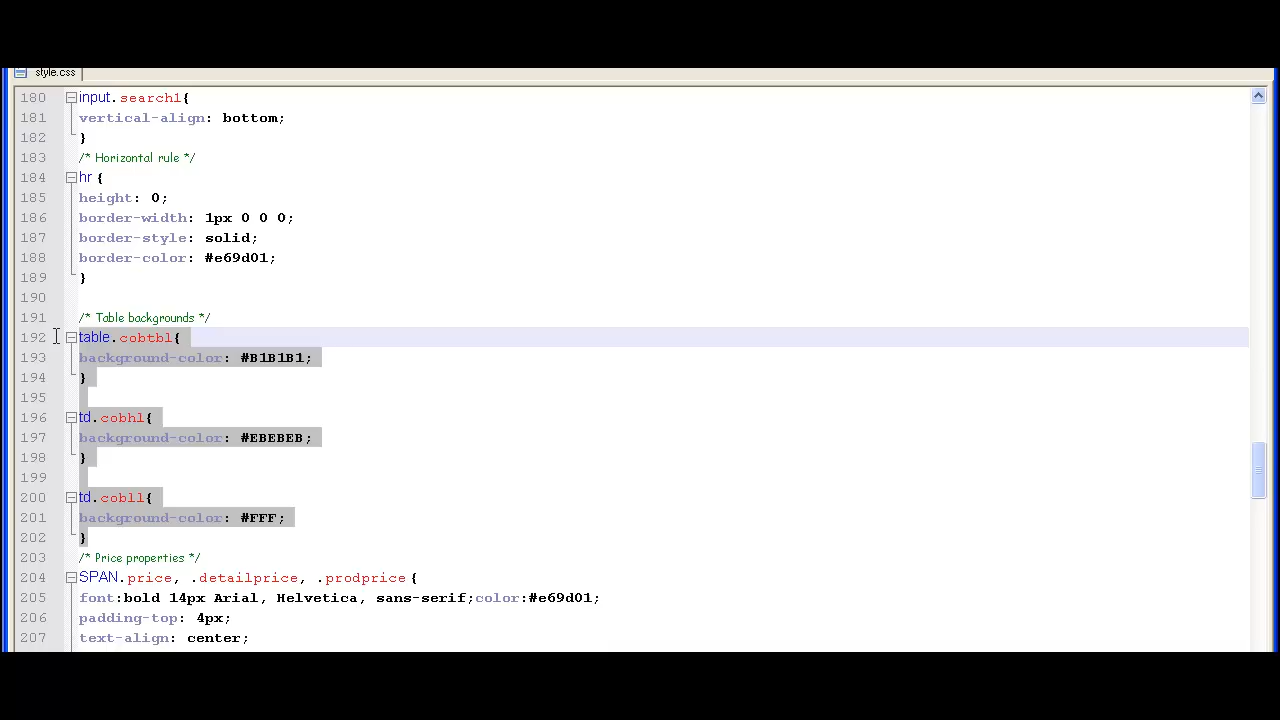 style.css
180 input.search1{
181 vertical-align: bottom;
182 }
183 /* Horizontal rule */
184 hr {
185 height: 0;
186 border-width: 1px 0 0 0;
187 border-style: solid;
188 border-color: #e69d01;
189 }
190
191 /* Table backgrounds */
192 table.cobtbl{
193 background-color: #B1B1B1;
194 }
195
196 td.cobhl{
197 background-color: #EBEBEB;
198 }
199
200 td.cobll{
201 background-color: #FFF;
202 }
203 /* Price properties */
204 SPAN.price, .detailprice, .prodprice {
205 font:bold 14px Arial, Helvetica, sans-serif;color:#e69d01;
206 padding-top: 4px;
207 text-align: center;